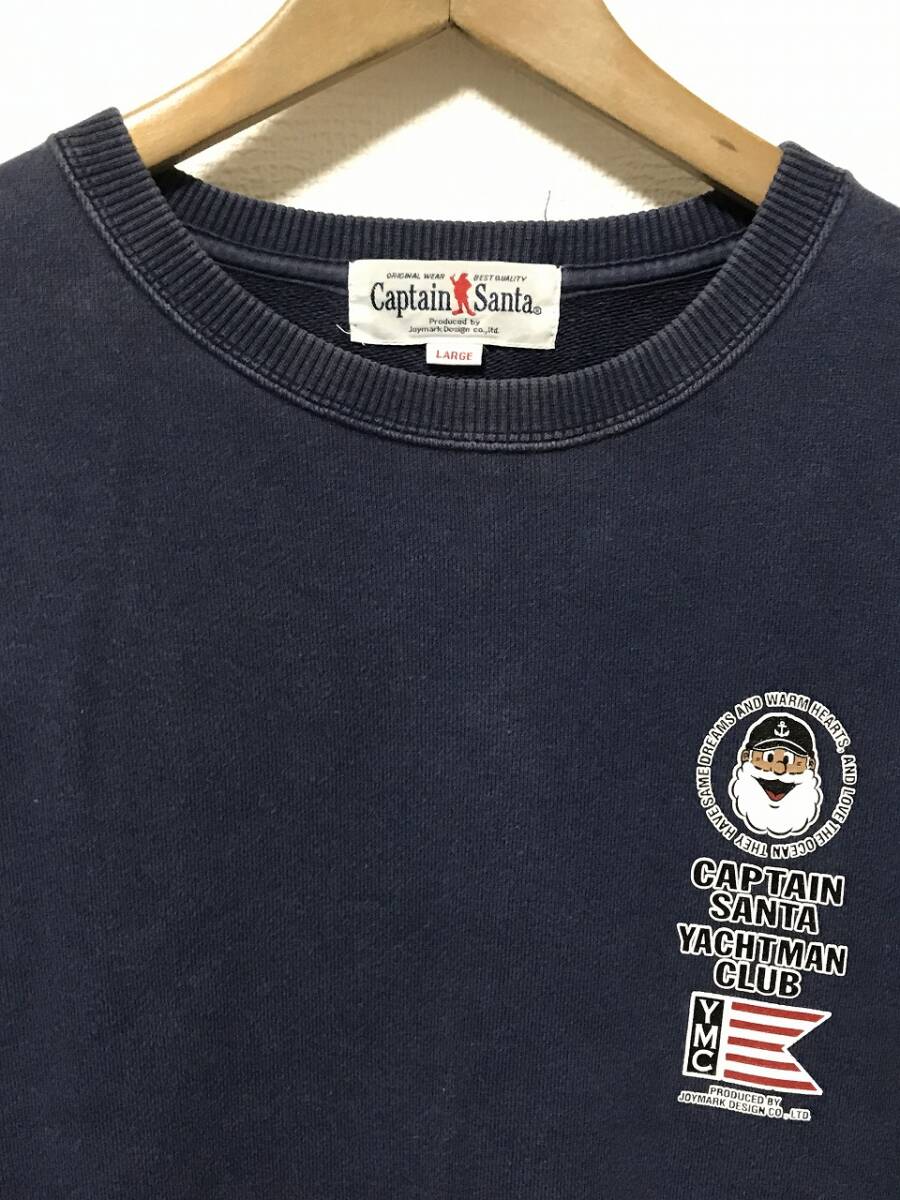 ORIGINAL WEAR BEST QUALITY
Captain Santa®
Produced by
Joymark Design co.,ltd.
LARGE
THEY HAVE SAME DREAMS AND WARM HEARTS, AND LOVE THE OCEAN
CAPTAIN
SANTA
YACHTMAN
CLUB
YMC
PRODUCED BY
JOYMARK DESIGN CO., LTD.